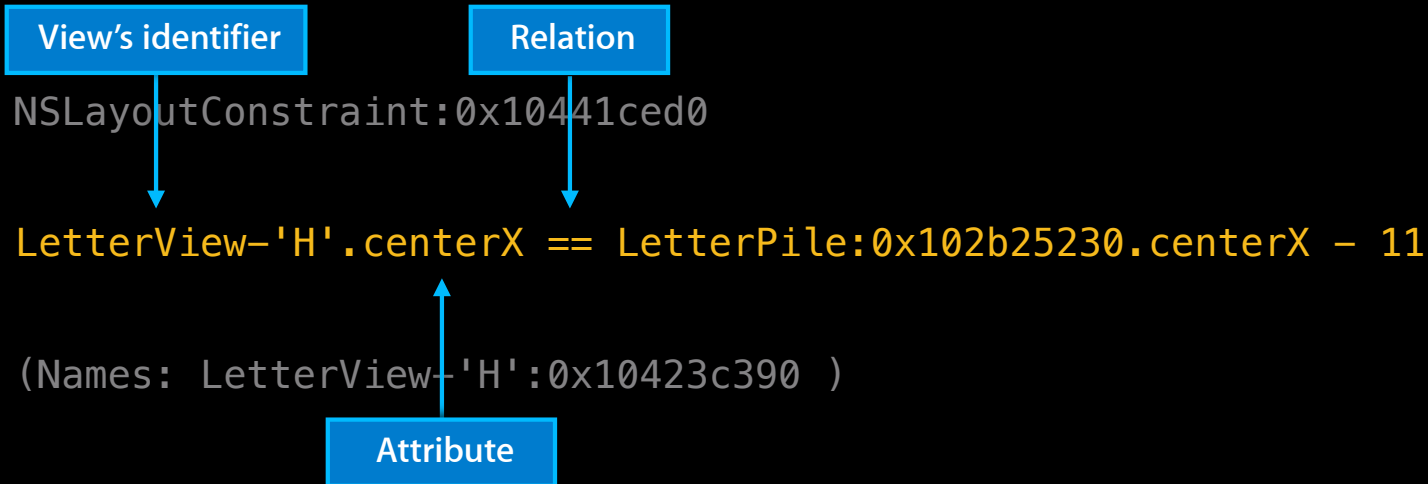 View’s identifier
Relation
NSLayoutConstraint:0x10441ced0
LetterView-'H'.centerX == LetterPile:0x102b25230.centerX - 11
(Names: LetterView-'H':0x10423c390 )
Attribute